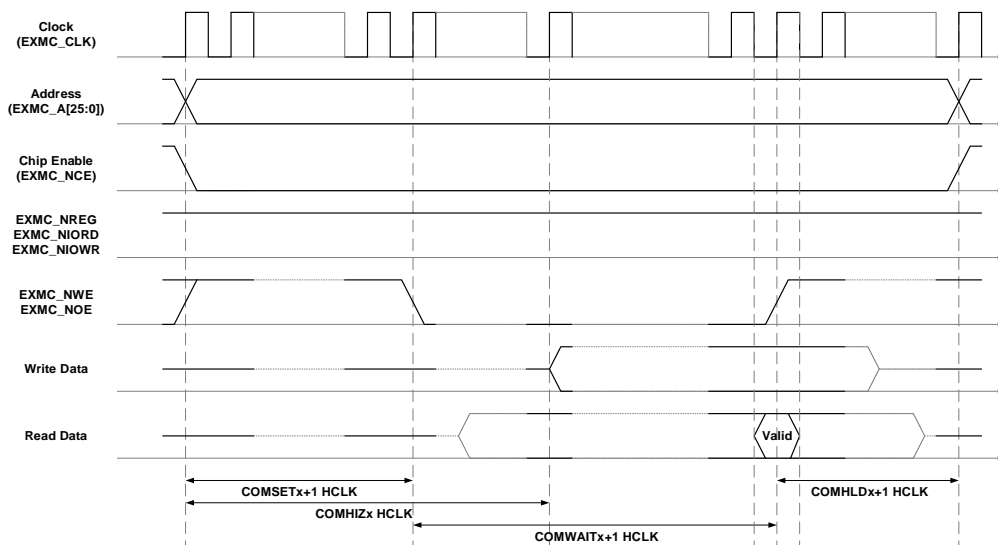 Clock
(EXMC_CLK)
Address
(EXMC_A[25:0])
Chip Enable
(EXMC_NCE)
EXMC_NREG
EXMC_NIORD
EXMC_NIOWR
EXMC_NWE
EXMC_NOE
Write Data
Read Data
Valid
COMSETx+1 HCLK
COMHLDx+1 HCLK
COMHIZx HCLK
COMWAITx+1 HCLK